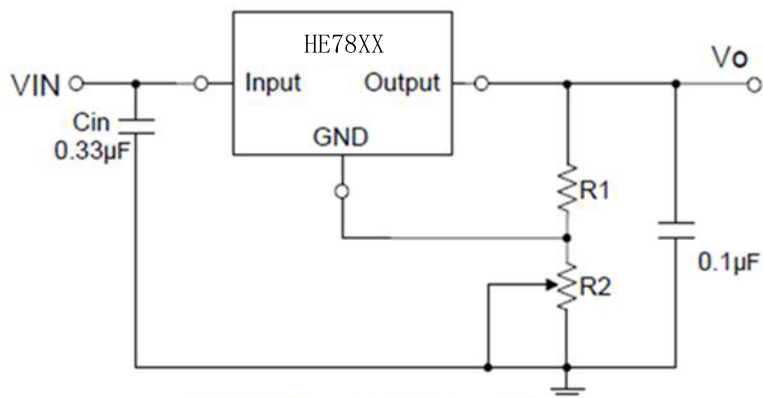 HE78XX
Vo
VIN
Input
Output
Cin
0.33µF
GND
R1
0.1µF
R2